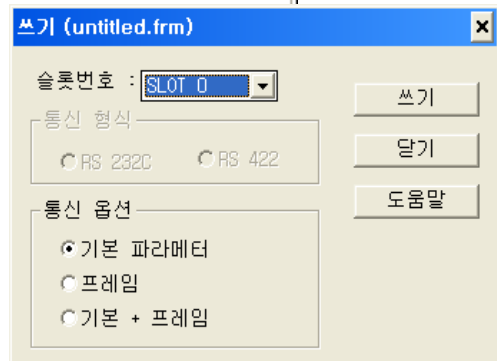 쓰기 (untitled.frm)
슬롯번호 : SLOT 0
쓰기
통신 형식
RS 232C RS 422
닫기
도움말
통신 옵션
기본 파라메터
프레임
기본 + 프레임